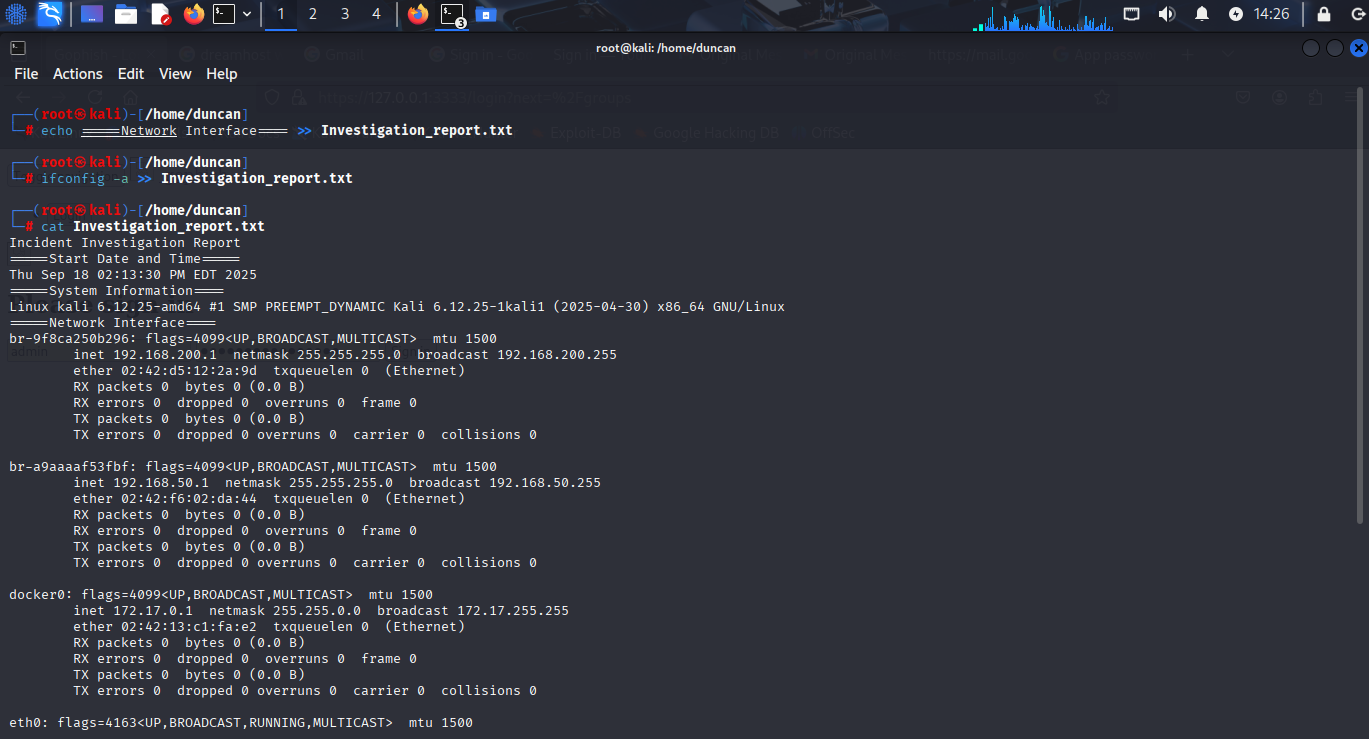 1 2 3 4 3 14:26
root@kali: /home/duncan
File Actions Edit View Help
┌──(root㉿kali)-[/home/duncan]
└─# echo =====Network Interface==== >> Investigation_report.txt
┌──(root㉿kali)-[/home/duncan]
└─# ifconfig -a >> Investigation_report.txt
┌──(root㉿kali)-[/home/duncan]
└─# cat Investigation_report.txt
Incident Investigation Report
=====Start Date and Time=====
Thu Sep 18 02:13:30 PM EDT 2025
=====System Information====
Linux kali 6.12.25-amd64 #1 SMP PREEMPT_DYNAMIC Kali 6.12.25-1kali1 (2025-04-30) x86_64 GNU/Linux
=====Network Interface====
br-9f8ca250b296: flags=4099<UP,BROADCAST,MULTICAST>  mtu 1500
        inet 192.168.200.1  netmask 255.255.255.0  broadcast 192.168.200.255
        ether 02:42:d5:12:2a:9d  txqueuelen 0  (Ethernet)
        RX packets 0  bytes 0 (0.0 B)
        RX errors 0  dropped 0  overruns 0  frame 0
        TX packets 0  bytes 0 (0.0 B)
        TX errors 0  dropped 0 overruns 0  carrier 0  collisions 0
br-a9aaaaf53fbf: flags=4099<UP,BROADCAST,MULTICAST>  mtu 1500
        inet 192.168.50.1  netmask 255.255.255.0  broadcast 192.168.50.255
        ether 02:42:f6:02:da:44  txqueuelen 0  (Ethernet)
        RX packets 0  bytes 0 (0.0 B)
        RX errors 0  dropped 0  overruns 0  frame 0
        TX packets 0  bytes 0 (0.0 B)
        TX errors 0  dropped 0 overruns 0  carrier 0  collisions 0
docker0: flags=4099<UP,BROADCAST,MULTICAST>  mtu 1500
        inet 172.17.0.1  netmask 255.255.0.0  broadcast 172.17.255.255
        ether 02:42:13:c1:fa:e2  txqueuelen 0  (Ethernet)
        RX packets 0  bytes 0 (0.0 B)
        RX errors 0  dropped 0  overruns 0  frame 0
        TX packets 0  bytes 0 (0.0 B)
        TX errors 0  dropped 0 overruns 0  carrier 0  collisions 0
eth0: flags=4163<UP,BROADCAST,RUNNING,MULTICAST>  mtu 1500